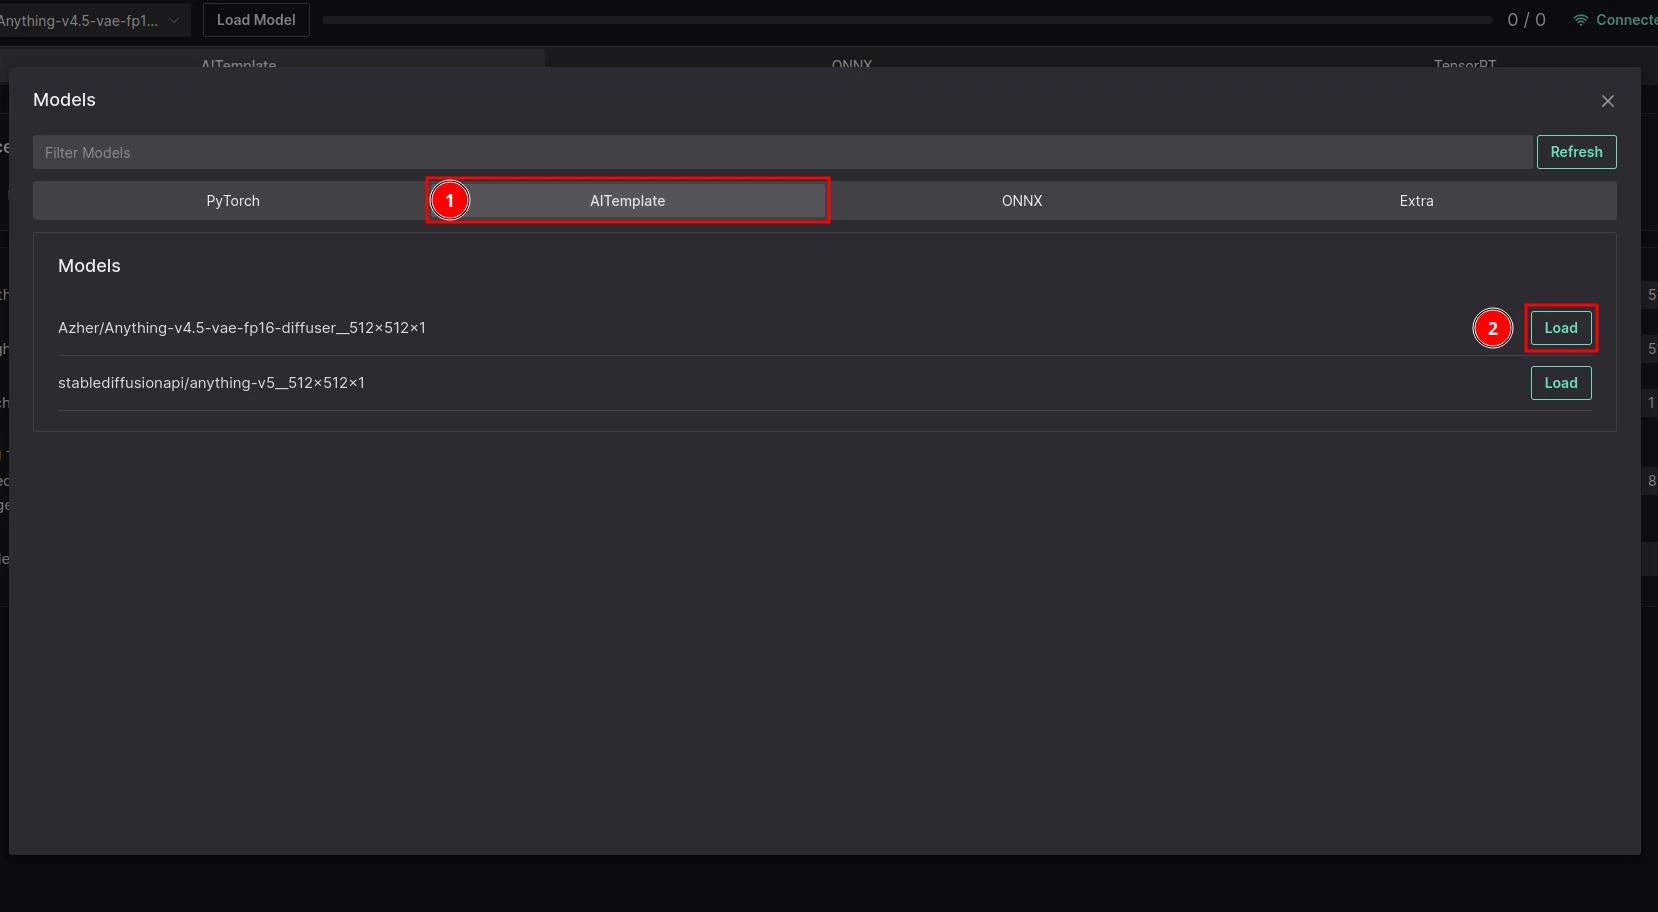 Anything-v4.5-vae-fp1...
Load Model
0 / 0
AITemplate
ONNX
TensorRT
Models
Filter Models
Refresh
PyTorch
1
AITemplate
ONNX
Extra
Models
Azher/Anything-v4.5-vae-fp16-diffuser__512×512×1
2
Load
stablediffusionapi/anything-v5__512×512×1
Load
1
8